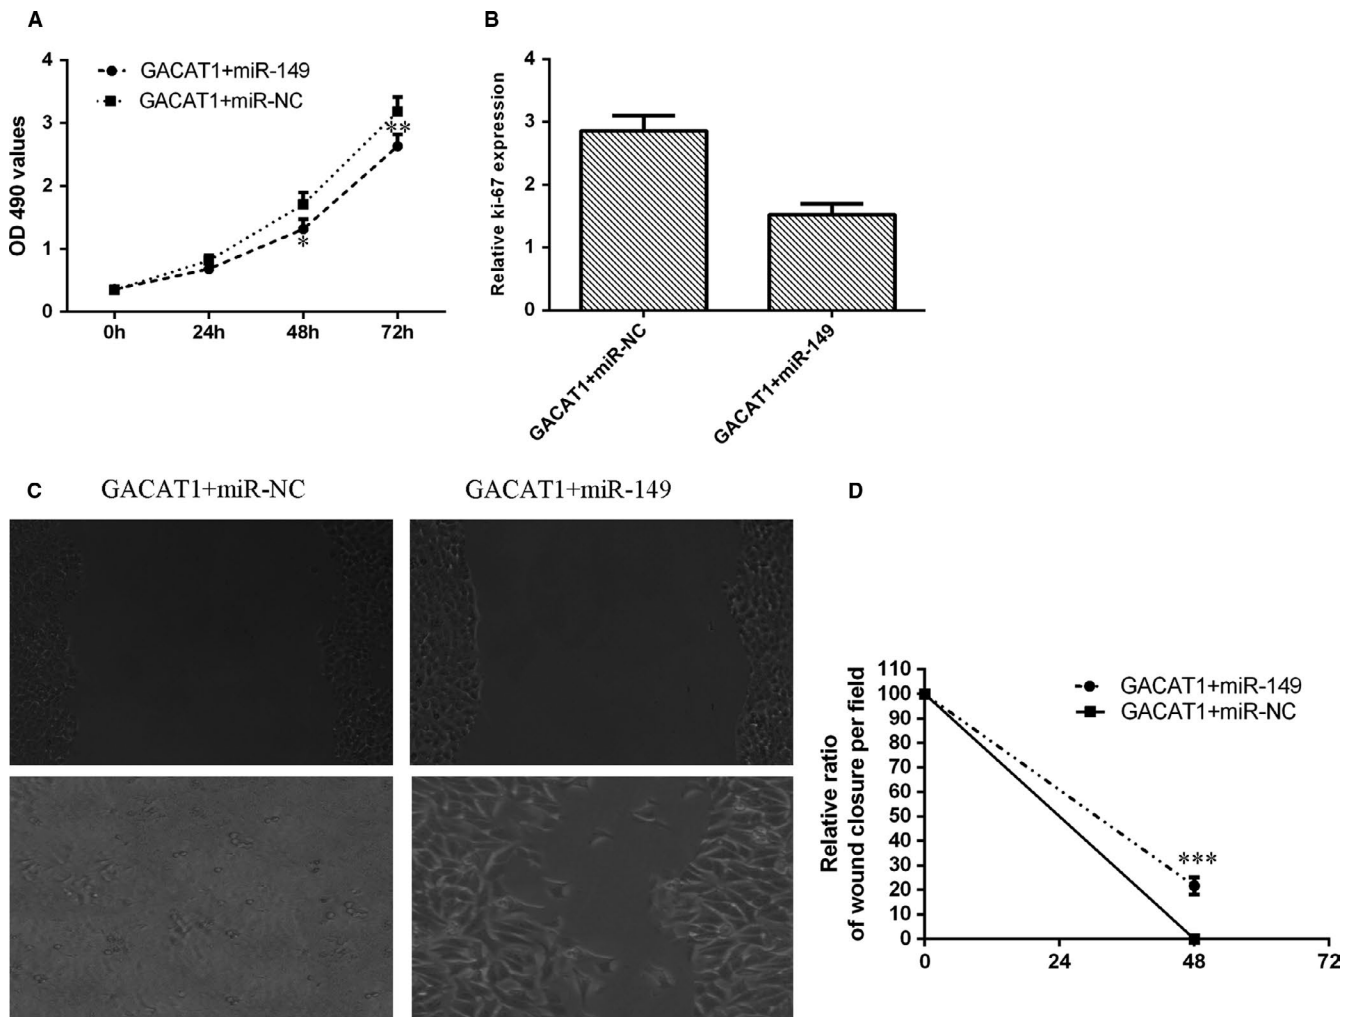 A
OD 490 values
4
3
2
1
0
GACAT1+miR-149
GACAT1+miR-NC
**
*
0h 24h 48h 72h
B
Relative ki-67 expression
4
3
2
1
0
GACAT1+miR-NC
GACAT1+miR-149
C
GACAT1+miR-NC
GACAT1+miR-149
D
Relative ratio
of wound closure per field
110
100
90
80
70
60
50
40
30
20
10
0
GACAT1+miR-149
GACAT1+miR-NC
***
0 24 48 72